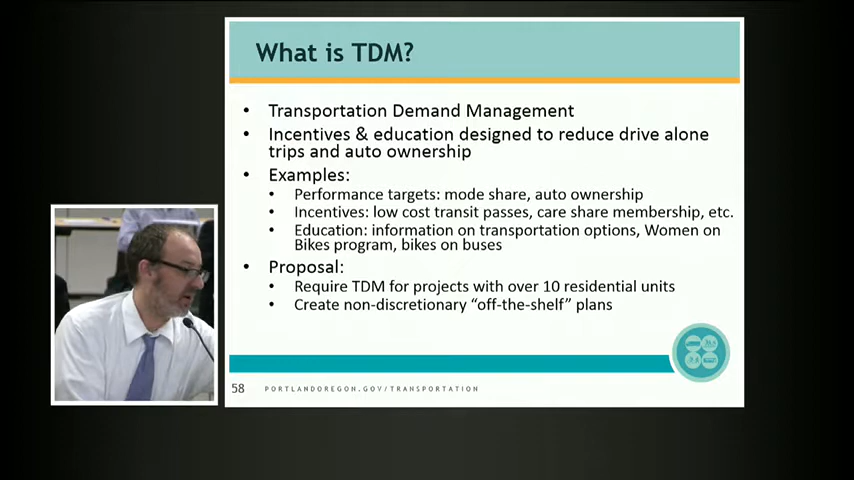 What is TDM?
• Transportation Demand Management
• Incentives & education designed to reduce drive alone
trips and auto ownership
• Examples:
• Performance targets: mode share, auto ownership
• Incentives: low cost transit passes, care share membership, etc.
• Education: information on transportation options, Women on
Bikes program, bikes on buses
• Proposal:
• Require TDM for projects with over 10 residential units
• Create non-discretionary “off-the-shelf” plans
58 PORTLANDOREGON.GOV/TRANSPORTATION